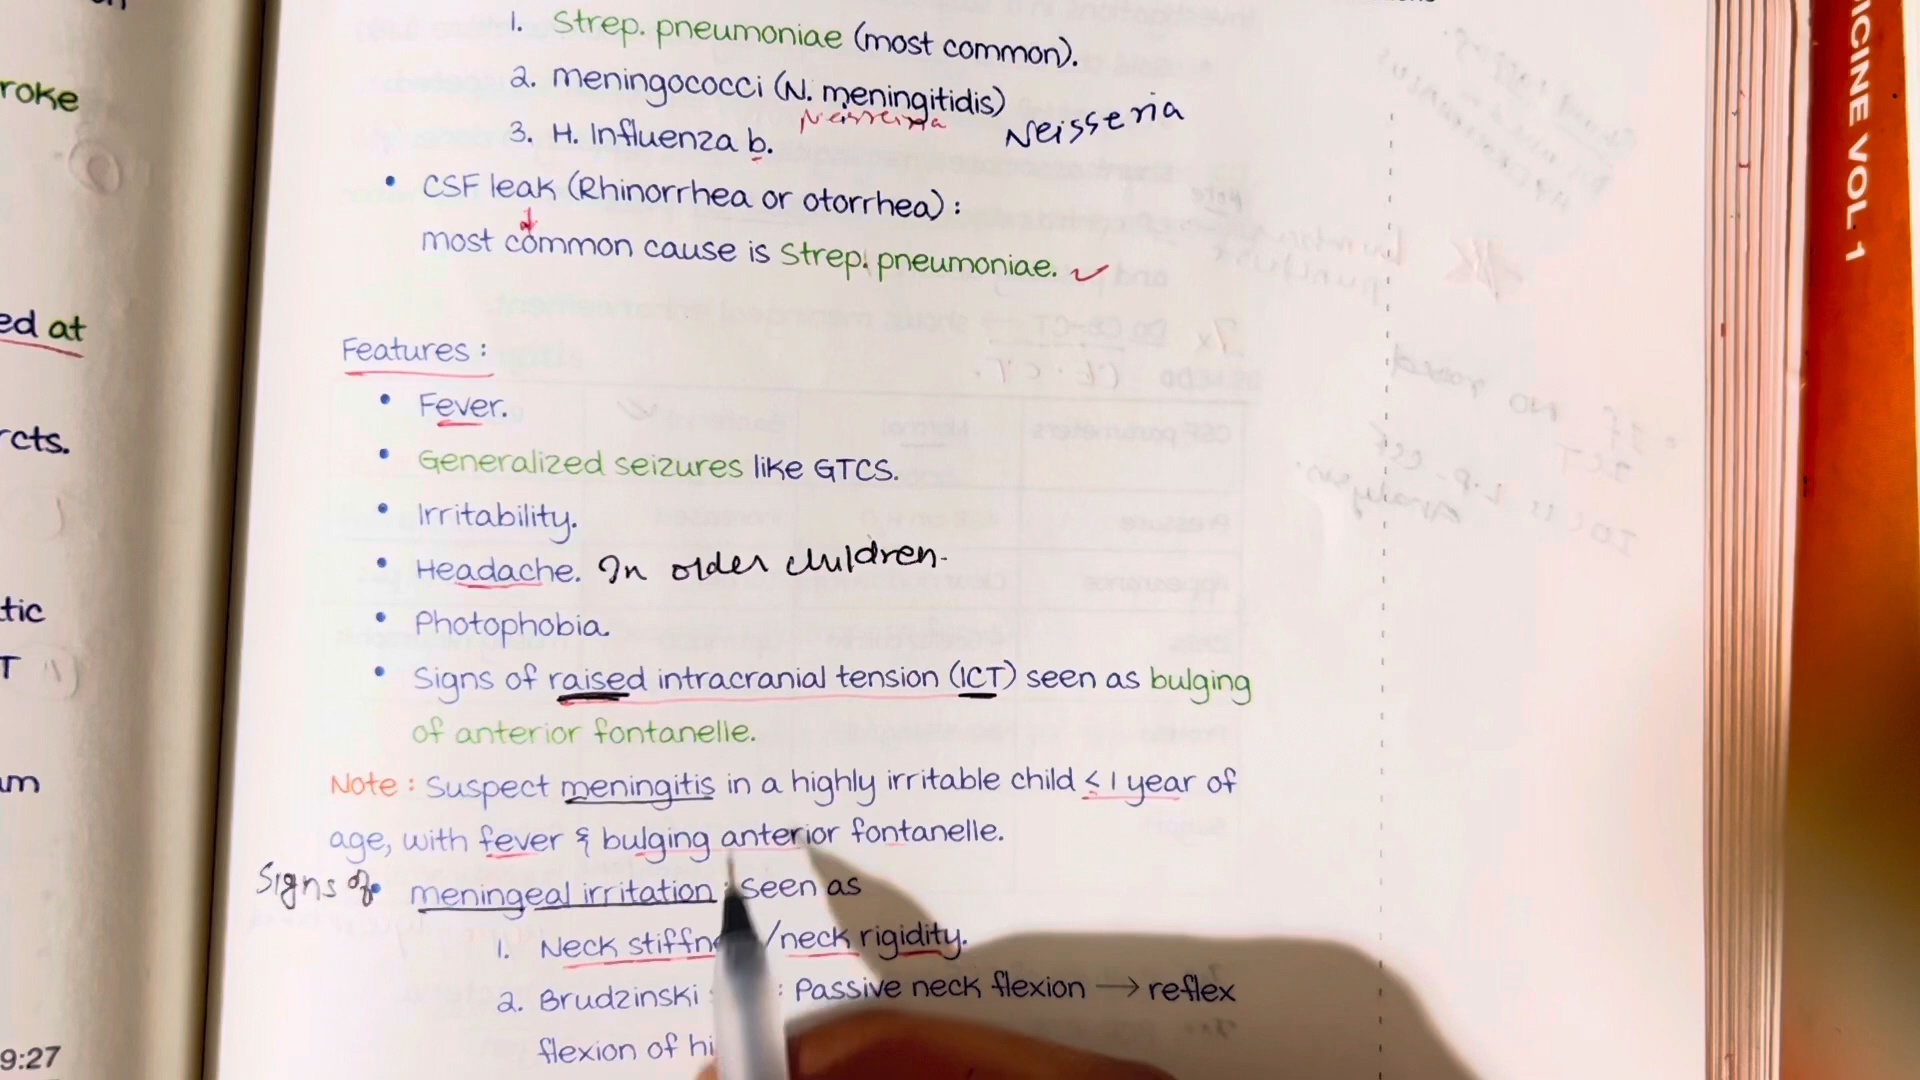 1. Strep. pneumoniae (most common).
2. meningococci (N. meningitidis)
Neisseria
3. H. Influenza b.
• CSF leak (Rhinorrhea or otorrhea) :
most common cause is Strep. pneumoniae.
Features :
• Fever.
• Generalized seizures like GTCS.
• Irritability.
• Headache. In older children.
• Photophobia.
• Signs of raised intracranial tension (ICT) seen as bulging
of anterior fontanelle.
Note : Suspect meningitis in a highly irritable child ≤ 1 year of
age, with fever & bulging anterior fontanelle.
Signs of • meningeal irritation : Seen as
1. Neck stiffn /neck rigidity.
2. Brudzinski : Passive neck flexion → reflex
flexion of hi
roke
ed at
rcts.
tic
T
am
9:27
DICINE VOL 1